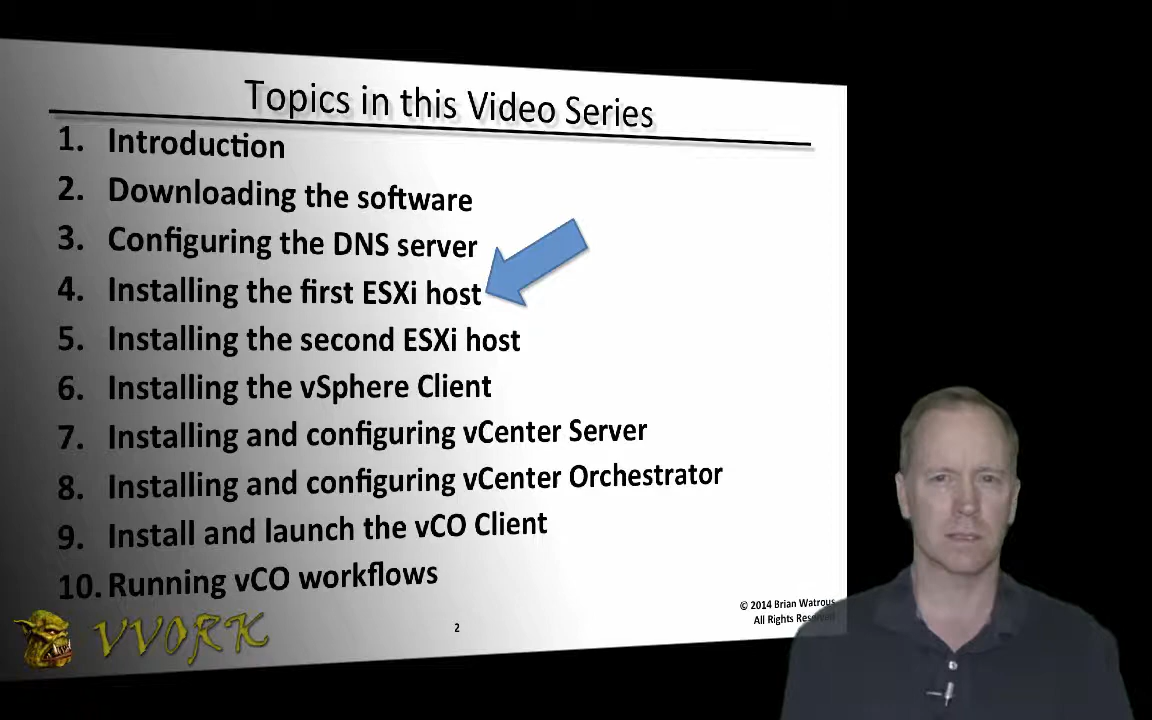 Topics in this Video Series
1. Introduction
2. Downloading the software
3. Configuring the DNS server
4. Installing the first ESXi host
5. Installing the second ESXi host
6. Installing the vSphere Client
7. Installing and configuring vCenter Server
8. Installing and configuring vCenter Orchestrator
9. Install and launch the vCO Client
10. Running vCO workflows
VVORK
2
© 2014 Brian Watrous
All Rights Reserved